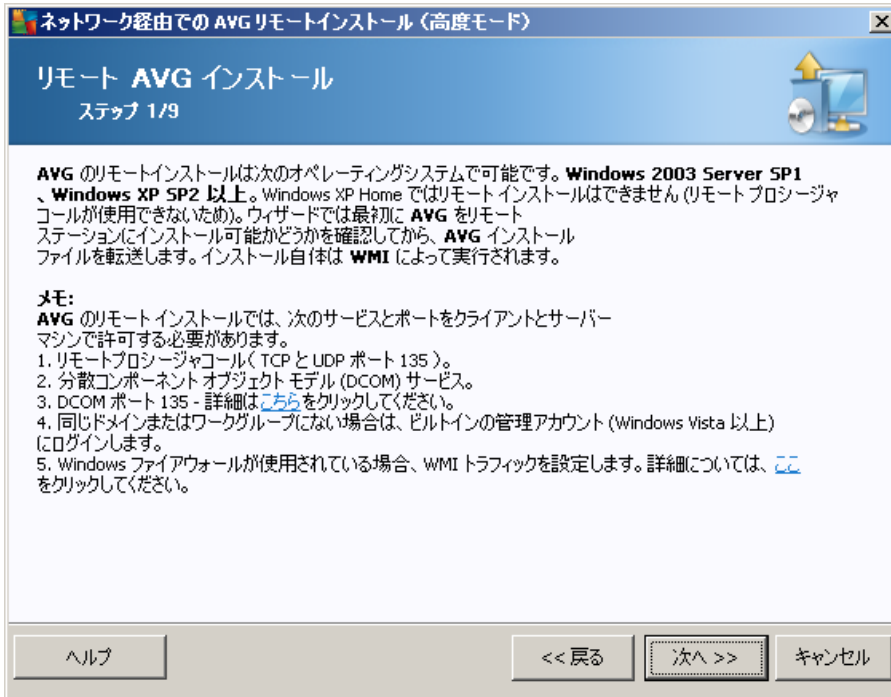 ネットワーク経由での AVG リモートインストール（高度モード）
リモート AVG インストール
ステップ 1/9
AVG のリモートインストールは次のオペレーティングシステムで可能です。Windows 2003 Server SP1
、Windows XP SP2 以上。Windows XP Home ではリモート インストールはできません (リモート プロシージャ
コールが使用できないため)。ウィザードでは最初に AVG をリモート
ステーションにインストール可能かどうかを確認してから、AVG インストール
ファイルを転送します。インストール自体は WMI によって実行されます。
メモ:
AVG のリモートインストールでは、次のサービスとポートをクライアントとサーバー
マシンで許可する必要があります。
1. リモートプロシージャコール（ TCP と UDP ポート 135 ）。
2. 分散コンポーネント オブジェクト モデル (DCOM) サービス。
3. DCOM ポート 135 - 詳細はこちらをクリックしてください。
4. 同じドメインまたはワークグループにない場合は、ビルトインの管理アカウント (Windows Vista 以上)
にログインします。
5. Windows ファイアウォールが使用されている場合、WMI トラフィックを設定します。詳細については、ここ
をクリックしてください。
ヘルプ
<< 戻る
次へ >>
キャンセル